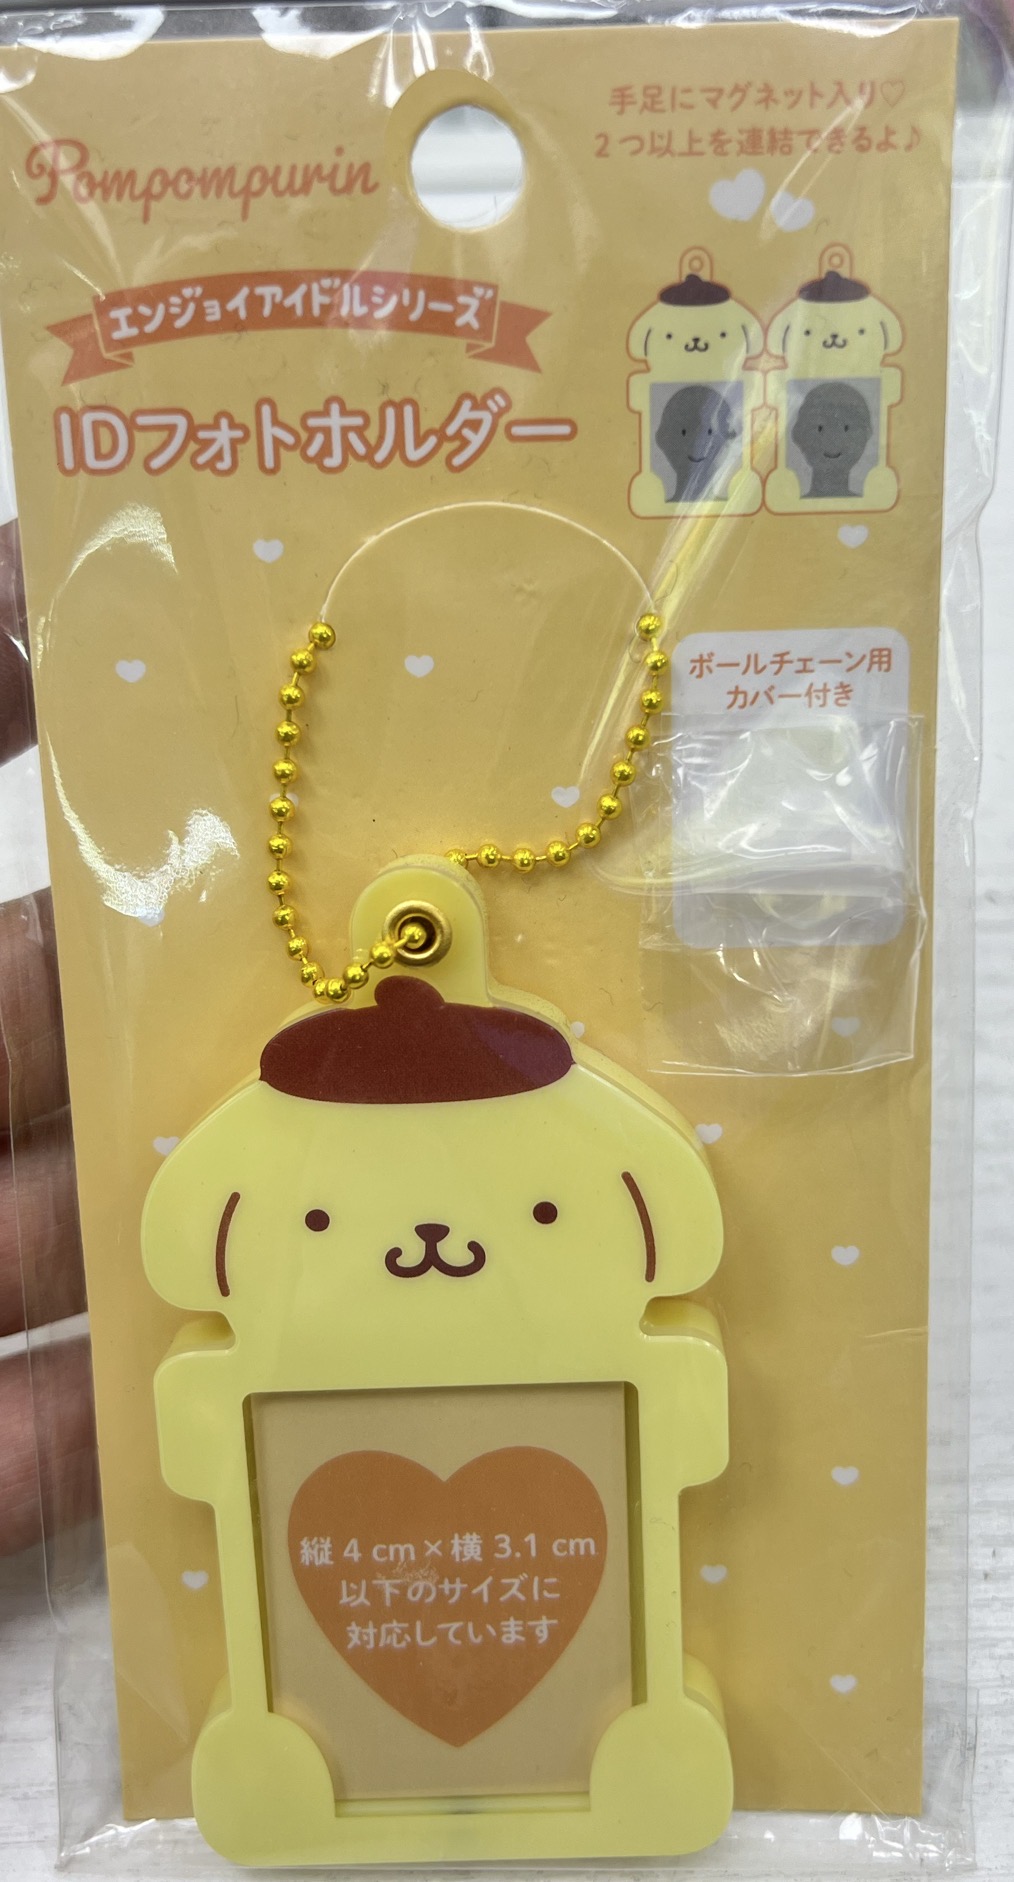 Pompompurin
手足にマグネット入り♡
2つ以上を連結できるよ♪
エンジョイアイドルシリーズ
IDフォトホルダー
ボールチェーン用
カバー付き
縦 4 cm×横 3.1 cm
以下のサイズに
対応しています